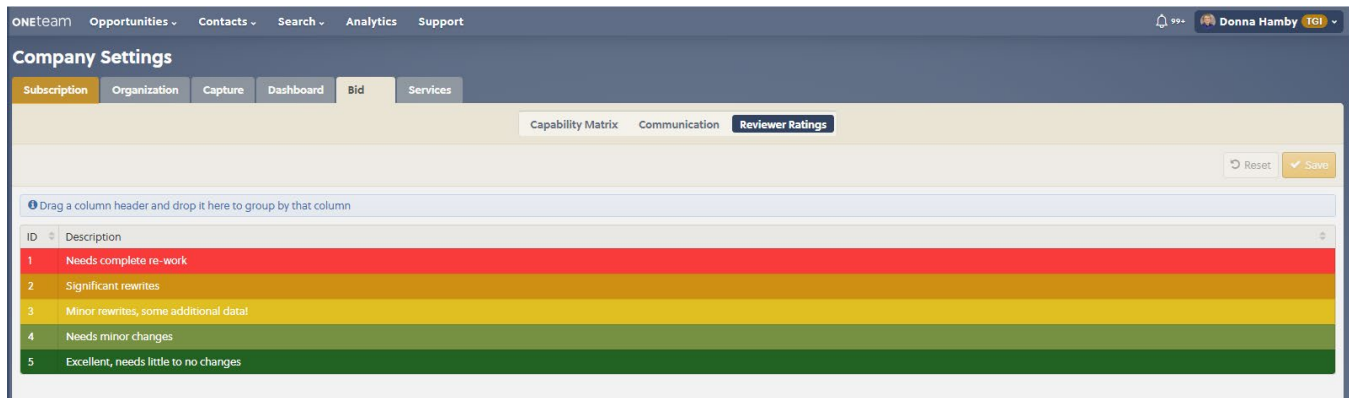 ONEteam Opportunities Contacts Search Analytics Support 99+ Donna Hamby TGI
Company Settings
Subscription Organization Capture Dashboard Bid Services
Capability Matrix Communication Reviewer Ratings
Reset Save
Drag a column header and drop it here to group by that column
ID Description
1 Needs complete re-work
2 Significant rewrites
3 Minor rewrites, some additional data!
4 Needs minor changes
5 Excellent, needs little to no changes